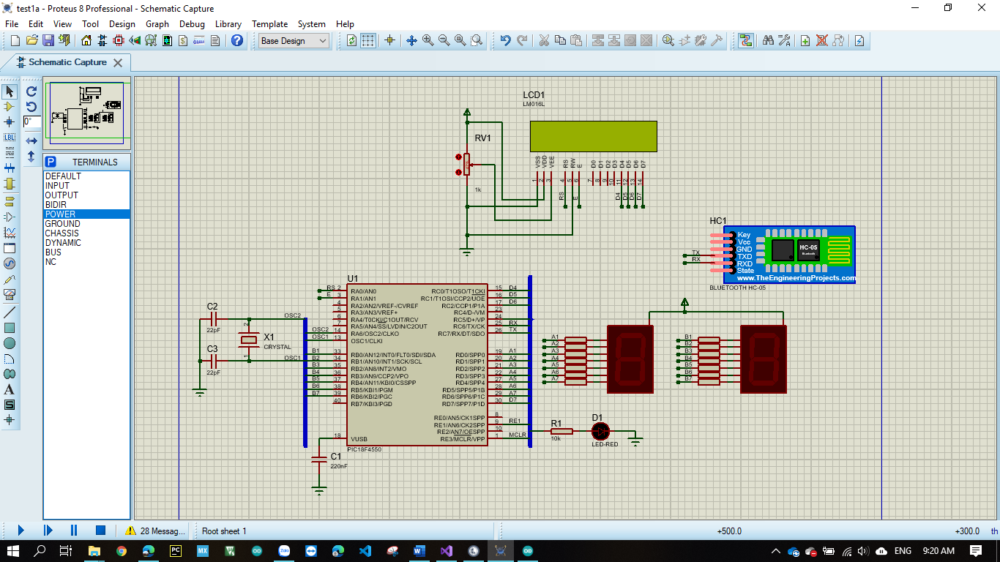 test1a - Proteus 8 Professional - Schematic Capture
File Edit View Tool Design Graph Debug Library Template System Help
Base Design
Schematic Capture
0°
P TERMINALS
DEFAULT
INPUT
OUTPUT
BIDIR
POWER
GROUND
CHASSIS
DYNAMIC
BUS
NC
LBL
A
S
LCD1
LM016L
RV1
1k
VSS VDD VEE RS RW E D0 D1 D2 D3 D4 D5 D6 D7
1 2 3 4 5 6 7 8 9 10 11 12 13 14
RS E D4 D5 D6 D7
HC1
Key
Vcc
GND
TXD
RXD
State
TX
RX
HC-05
Bluetooth
www.TheEngineeringProjects.com
BLUETOOTH HC-05
U1
RS 2 RA0/AN0 RC0/T1OSO/T1CKI 15 D4
E 3 RA1/AN1 RC1/T1OSI/CCP2/UOE 16 D5
4 RA2/AN2/VREF-/CVREF RC2/CCP1/P1A 17 D6
5 RA3/AN3/VREF+ RC4/D-/VM 23
6 RA4/T0CKI/C1OUT/RCV RC5/D+/VP 24
7 RA5/AN4/SS/LVDIN/C2OUT RC6/TX/CK 25 RX
OSC2 14 RA6/OSC2/CLKO RC7/RX/DT/SDO 26 TX
OSC1 13 OSC1/CLKI
B1 33 RB0/AN12/INT0/FLT0/SDI/SDA RD0/SPP0 19 A1
B2 34 RB1/AN10/INT1/SCK/SCL RD1/SPP1 20 A2
B3 35 RB2/AN8/INT2/VMO RD2/SPP2 21 A3
B4 36 RB3/AN9/CCP2/VPO RD3/SPP3 22 A4
B5 37 RB4/AN11/KBI0/CSSPP RD4/SPP4 27 A5
B6 38 RB5/KBI1/PGM RD5/SPP5/P1B 28 A6
B7 39 RB6/KBI2/PGC RD6/SPP6/P1C 29 A7
40 RB7/KBI3/PGD RD7/SPP7/P1D 30 D7
RE0/AN5/CK1SPP 8
RE1/AN6/CK2SPP 9 RE1
RE2/AN7/OESPP 10
18 VUSB RE3/MCLR/VPP 1 MCLR
PIC18F4550
C2
22pF
C3
22pF
X1
CRYSTAL
2
1
OSC2
OSC1
C1
220nF
A1
A2
A3
A4
A5
A6
A7
B1
B2
B3
B4
B5
B6
B7
R1
10k
D1
LED-RED
28 Messag...
Root sheet 1
+500.0
+300.0
th
PC
MX
Zalo
ENG
9:20 AM